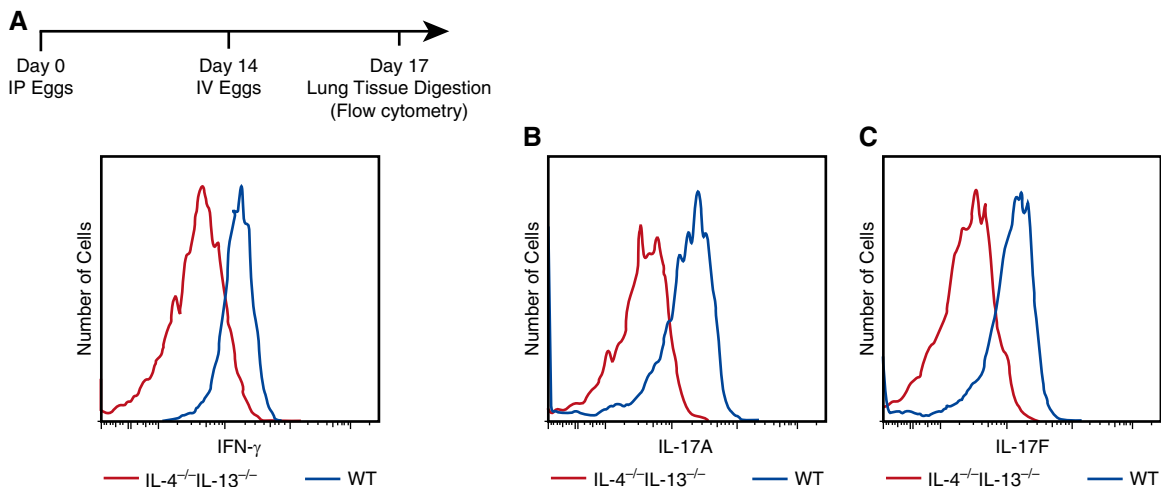 A
Day 0
IP Eggs
Day 14
IV Eggs
Day 17
Lung Tissue Digestion
(Flow cytometry)
Number of Cells
IFN-γ
IL-4⁻/⁻IL-13⁻/⁻ WT
B
Number of Cells
IL-17A
IL-4⁻/⁻IL-13⁻/⁻ WT
C
Number of Cells
IL-17F
IL-4⁻/⁻IL-13⁻/⁻ WT